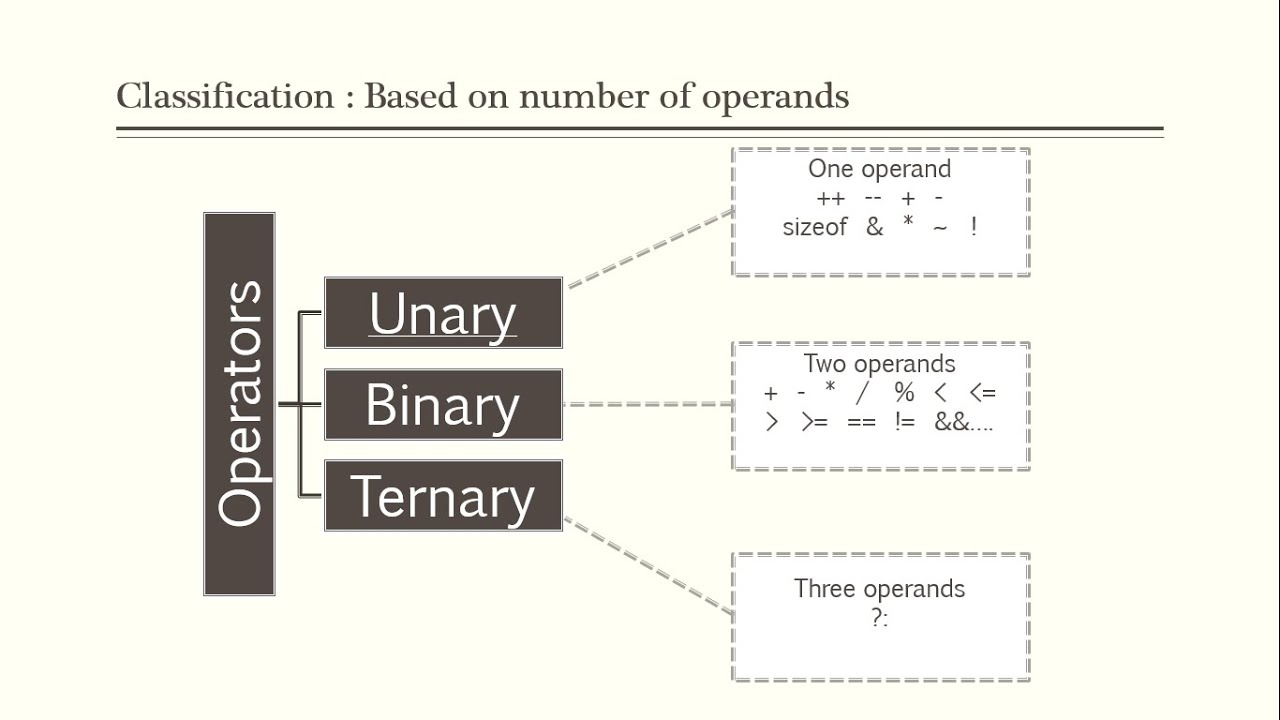 Classification : Based on number of operands
Operators
Unary
Binary
Ternary
One operand
++ -- + -
sizeof & * ~ !
Two operands
+ - * / % < <=
> >= == != &&....
Three operands
?: